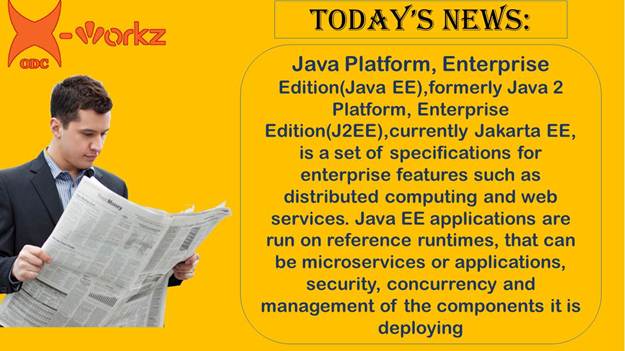 X-Workz
ODC
TODAY'S NEWS:
Java Platform, Enterprise
Edition(Java EE),formerly Java 2
Platform, Enterprise
Edition(J2EE),currently Jakarta EE,
is a set of specifications for
enterprise features such as
distributed computing and web
services. Java EE applications are
run on reference runtimes, that can
be microservices or applications,
security, concurrency and
management of the components it is
deploying
Money